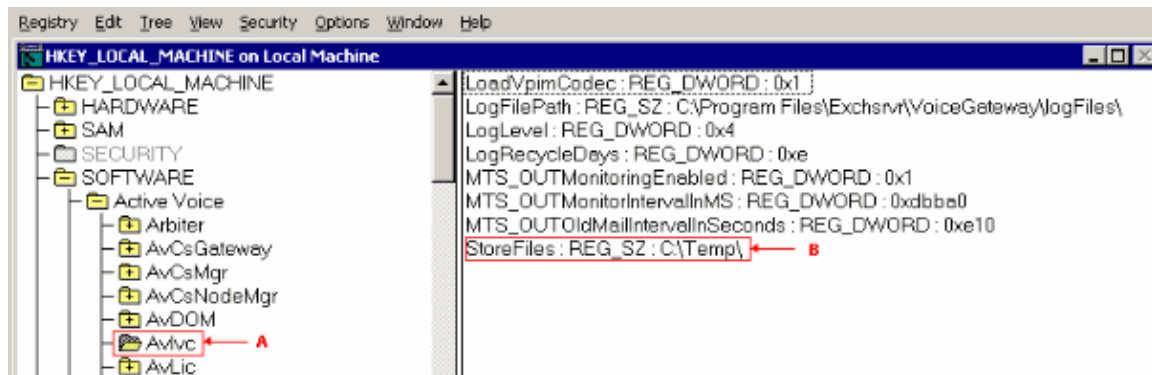 Registry Edit Tree View Security Options Window Help
HKEY_LOCAL_MACHINE on Local Machine
HKEY_LOCAL_MACHINE
HARDWARE
SAM
SECURITY
SOFTWARE
Active Voice
Arbiter
AvCsGateway
AvCsMgr
AvCsNodeMgr
AvDOM
AvIvc
A
AvLic
LoadVpimCodec : REG_DWORD : 0x1
LogFilePath : REG_SZ : C:\Program Files\Exchsrvr\VoiceGateway\logFiles\
LogLevel : REG_DWORD : 0x4
LogRecycleDays : REG_DWORD : 0xe
MTS_OUTMonitoringEnabled : REG_DWORD : 0x1
MTS_OUTMonitorIntervalInMS : REG_DWORD : 0xdbba0
MTS_OUTOldMailIntervalInSeconds : REG_DWORD : 0xe10
StoreFiles : REG_SZ : C:\Temp\
B